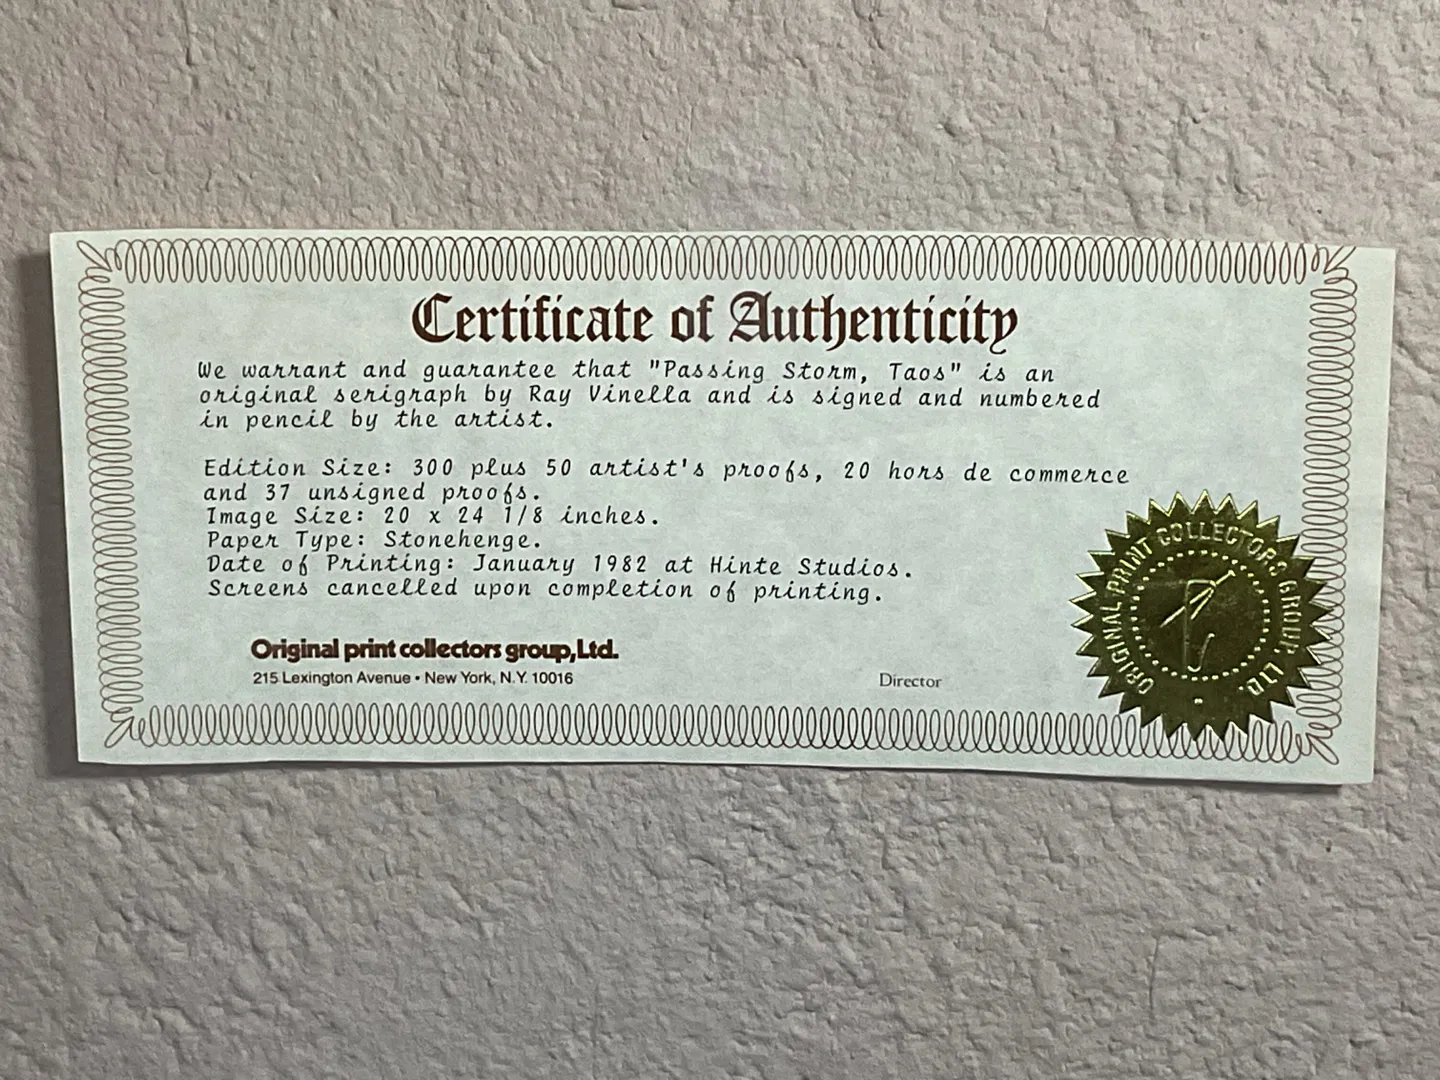 Certificate of Authenticity
We warrant and guarantee that "Passing Storm, Taos" is an
original serigraph by Ray Vinella and is signed and numbered
in pencil by the artist.
Edition Size: 300 plus 50 artist's proofs, 20 hors de commerce
and 37 unsigned proofs.
Image Size: 20 x 24 1/8 inches.
Paper Type: Stonehenge.
Date of Printing: January 1982 at Hinte Studios.
Screens cancelled upon completion of printing.
Original print collectors group, Ltd.
215 Lexington Avenue • New York, N.Y. 10016
Director
ORIGINAL PRINT COLLECTORS GROUP LTD.